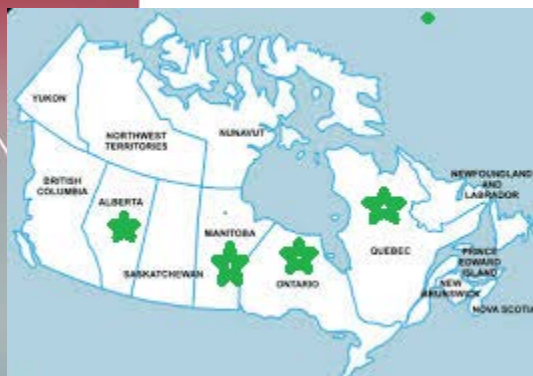 YUKON
NORTHWEST
TERRITORIES
NUNAVUT
BRITISH
COLUMBIA
ALBERTA
SASKATCHEWAN
MANITOBA
ONTARIO
QUEBEC
NEWFOUNDLAND
AND
LABRADOR
PRINCE
EDWARD
ISLAND
NEW
BRUNSWICK
NOVA SCOTIA